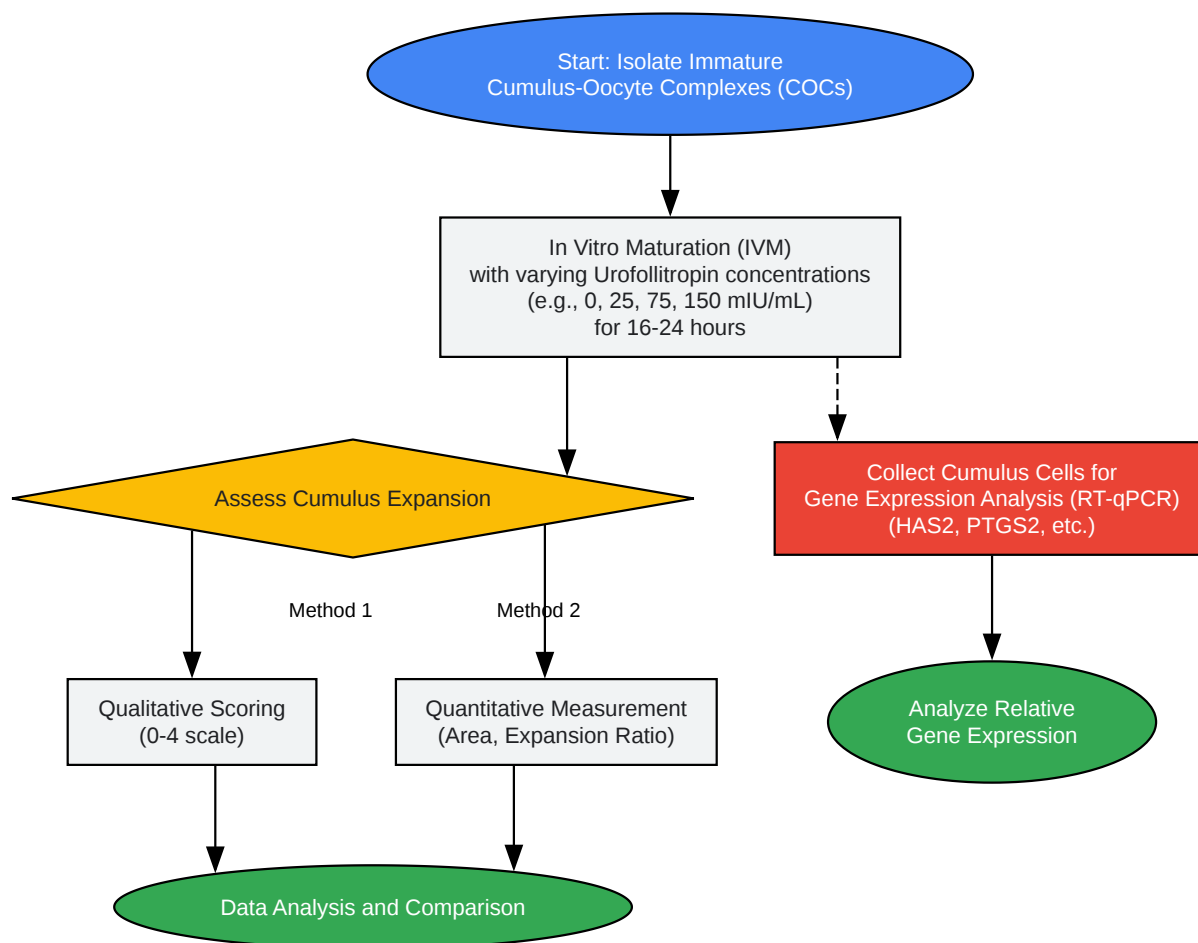 Start: Isolate Immature
Cumulus-Oocyte Complexes (COCs)
In Vitro Maturation (IVM)
with varying Urofollitropin concentrations
(e.g., 0, 25, 75, 150 mIU/mL)
for 16-24 hours
Assess Cumulus Expansion
Collect Cumulus Cells for
Gene Expression Analysis (RT-qPCR)
(HAS2, PTGS2, etc.)
Method 1
Method 2
Qualitative Scoring
(0-4 scale)
Quantitative Measurement
(Area, Expansion Ratio)
Analyze Relative
Gene Expression
Data Analysis and Comparison